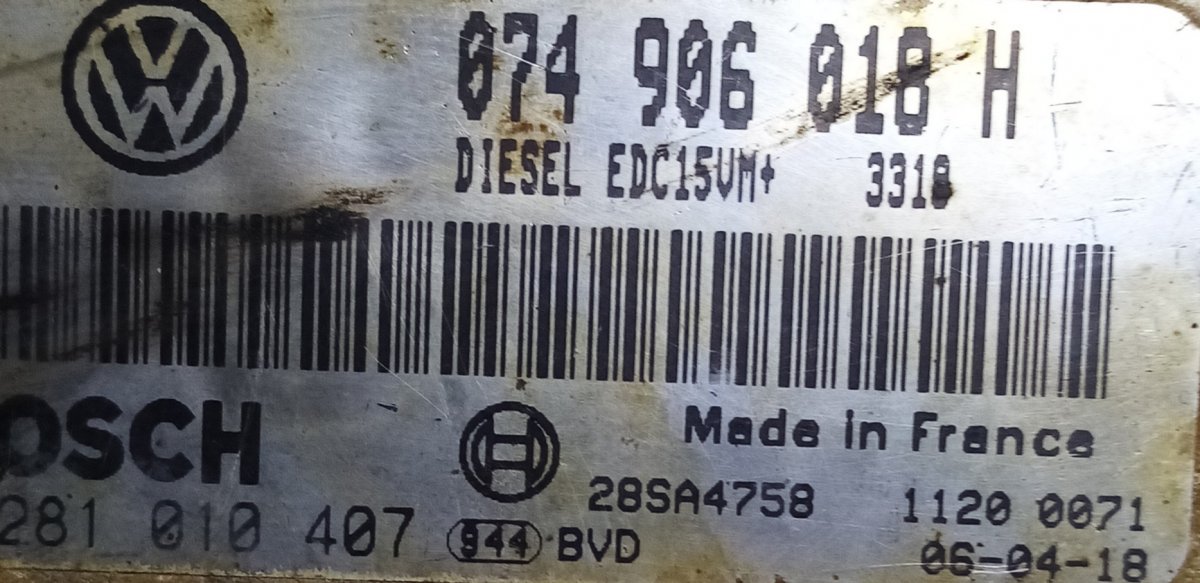 074 906 018 H
DIESEL EDC15VM+ 3318
BOSCH
281 010 407 944 BVD
Made in France
28SA4758 1120 0071
06-04-18